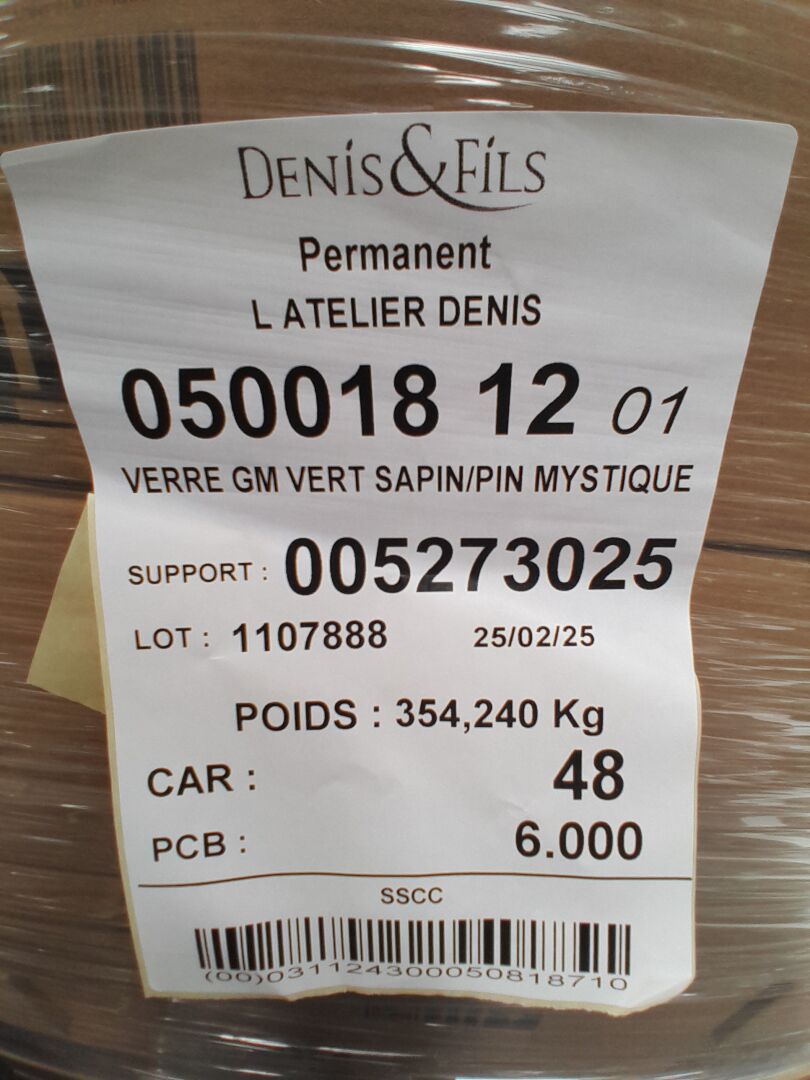 DENiS&FiLS
Permanent
L ATELIER DENIS
050018 12 01
VERRE GM VERT SAPIN/PIN MYSTIQUE
SUPPORT : 005273025
LOT : 1107888 25/02/25
POIDS : 354,240 Kg
CAR : 48
PCB : 6.000
SSCC
(00)031124300050818710